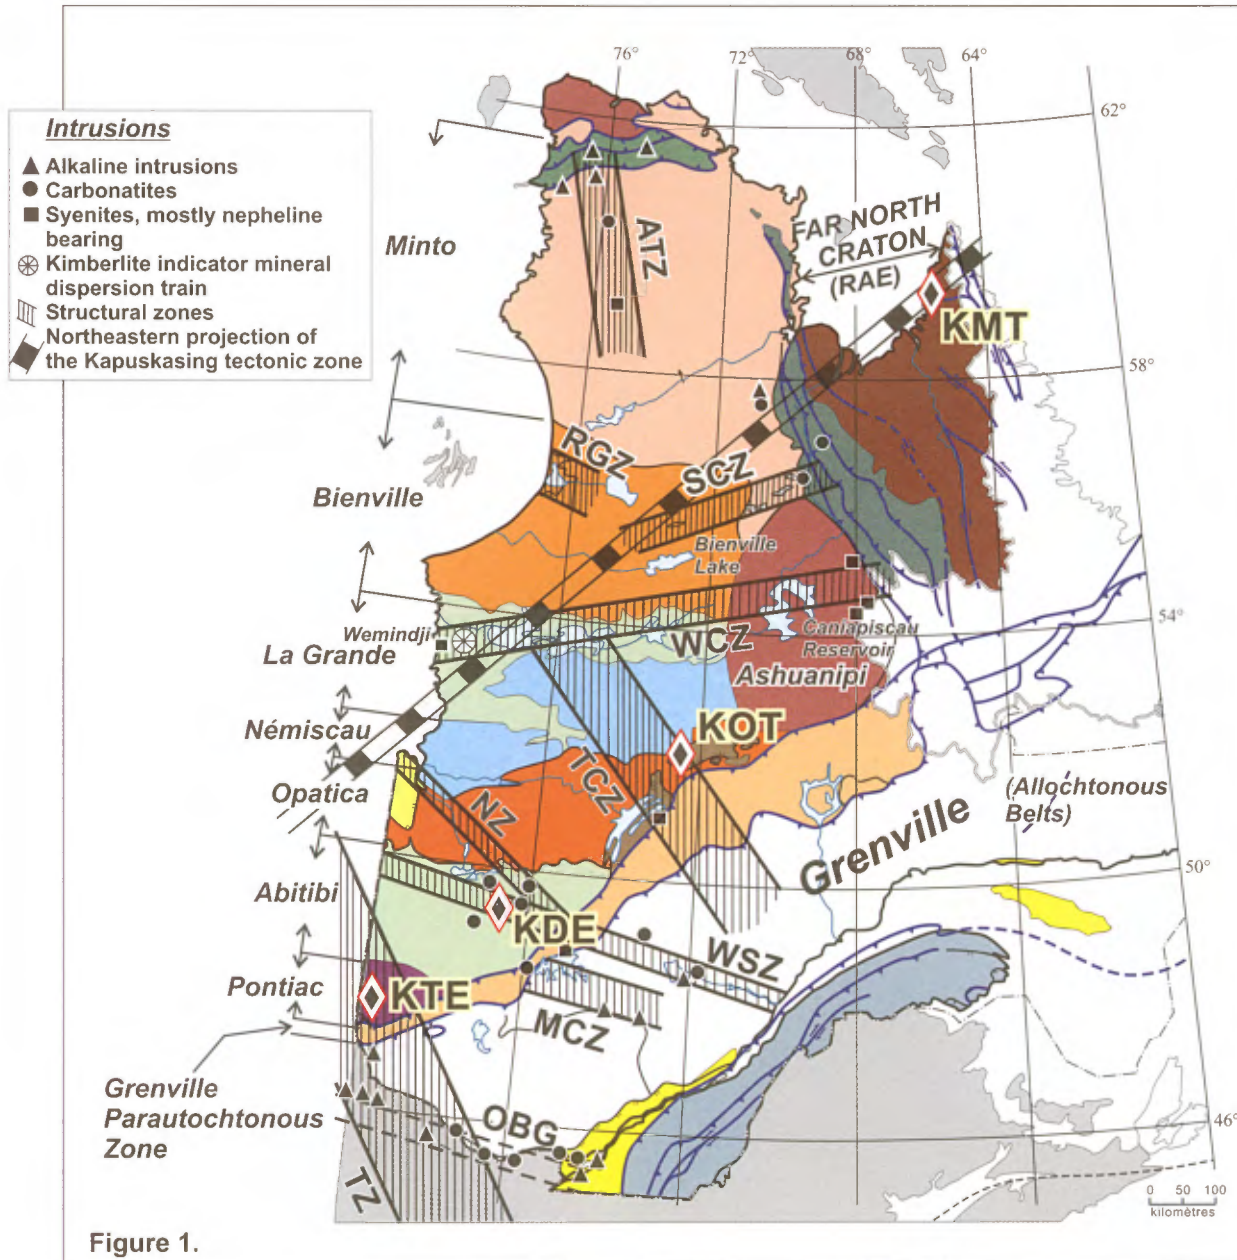 76°
72°
68°
64°
62°
Intrusions
Alkaline intrusions
Carbonatites
Syenites, mostly nepheline
bearing
Kimberlite indicator mineral
dispersion train
Structural zones
Northeastern projection of
the Kapuskasing tectonic zone
Minto
ATZ
FAR NORTH
CRATON
(RAE)
KMT
58°
RGZ
SCZ
Bienville
Bienville
Lake
54°
Wemindji
La Grande
WCZ
Caniapiscau
Reservoir
Ashuanipi
Némiscau
KOT
TCZ
Opatica
NZ
(Allochtonous
Belts)
Grenville
50°
Abitibi
KDE
WSZ
Pontiac
KTE
MCZ
Grenville
Parautochtonous
Zone
OBG
46°
TZ
0 50 100
kilomètres
Figure 1.